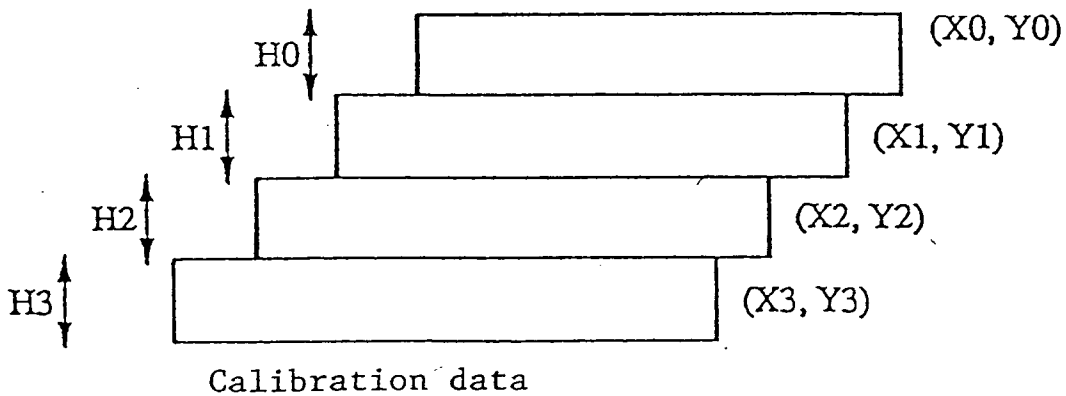 H0 (X0, Y0)
H1 (X1, Y1)
H2 (X2, Y2)
H3 (X3, Y3)
Calibration data